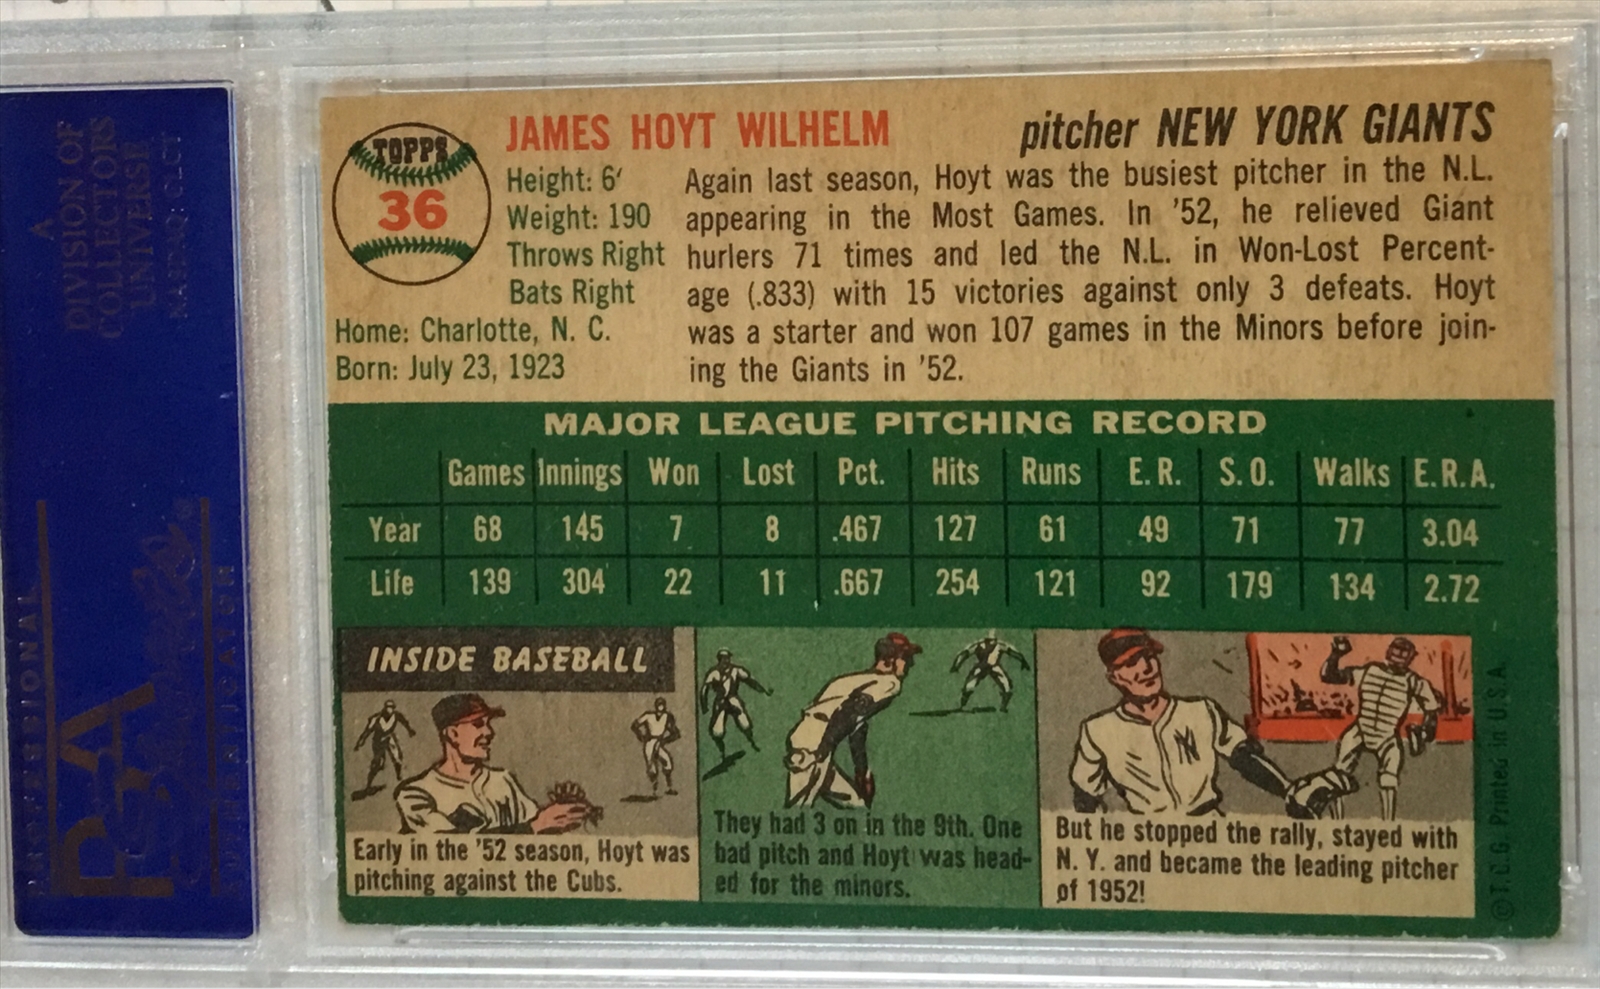 A
DIVISION OF
COLLECTORS
UNIVERSE
NASDAQ: CLCT
PSA
PROFESSIONAL
TOPPS
36
JAMES HOYT WILHELM
pitcher NEW YORK GIANTS
Height: 6'
Weight: 190
Throws Right
Bats Right
Home: Charlotte, N. C.
Born: July 23, 1923
Again last season, Hoyt was the busiest pitcher in the N.L.
appearing in the Most Games. In '52, he relieved Giant
hurlers 71 times and led the N.L. in Won-Lost Percent-
age (.833) with 15 victories against only 3 defeats. Hoyt
was a starter and won 107 games in the Minors before join-
ing the Giants in '52.
MAJOR LEAGUE PITCHING RECORD
Games Innings Won Lost Pct. Hits Runs E. R. S. O. Walks E.R.A.
Year 68 145 7 8 .467 127 61 49 71 77 3.04
Life 139 304 22 11 .667 254 121 92 179 134 2.72
INSIDE BASEBALL
Early in the '52 season, Hoyt was
pitching against the Cubs.
They had 3 on in the 9th. One
bad pitch and Hoyt was head-
ed for the minors.
NY
But he stopped the rally, stayed with
N. Y. and became the leading pitcher
of 1952!
© T.C.G. Printed in U.S.A.